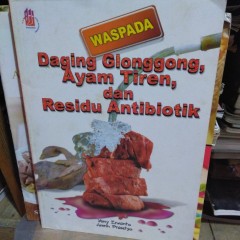 WASPADA
Daging Glonggong,
Ayam Tiren,
dan
Residu Antibiotik